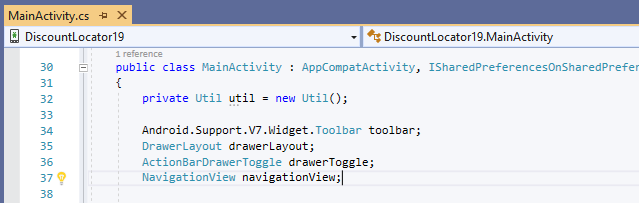 MainActivity.cs
DiscountLocator19 DiscountLocator19.MainActivity
1 reference
30 public class MainActivity : AppCompatActivity, ISharedPreferencesOnSharedPrefer
31 {
32 private Util util = new Util();
33
34 Android.Support.V7.Widget.Toolbar toolbar;
35 DrawerLayout drawerLayout;
36 ActionBarDrawerToggle drawerToggle;
37 NavigationView navigationView;
38